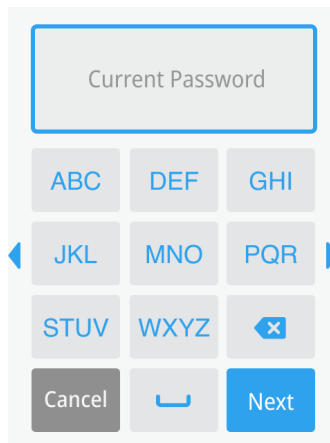 Current Password
ABC DEF GHI
JKL MNO PQR
STUV WXYZ
Cancel Next